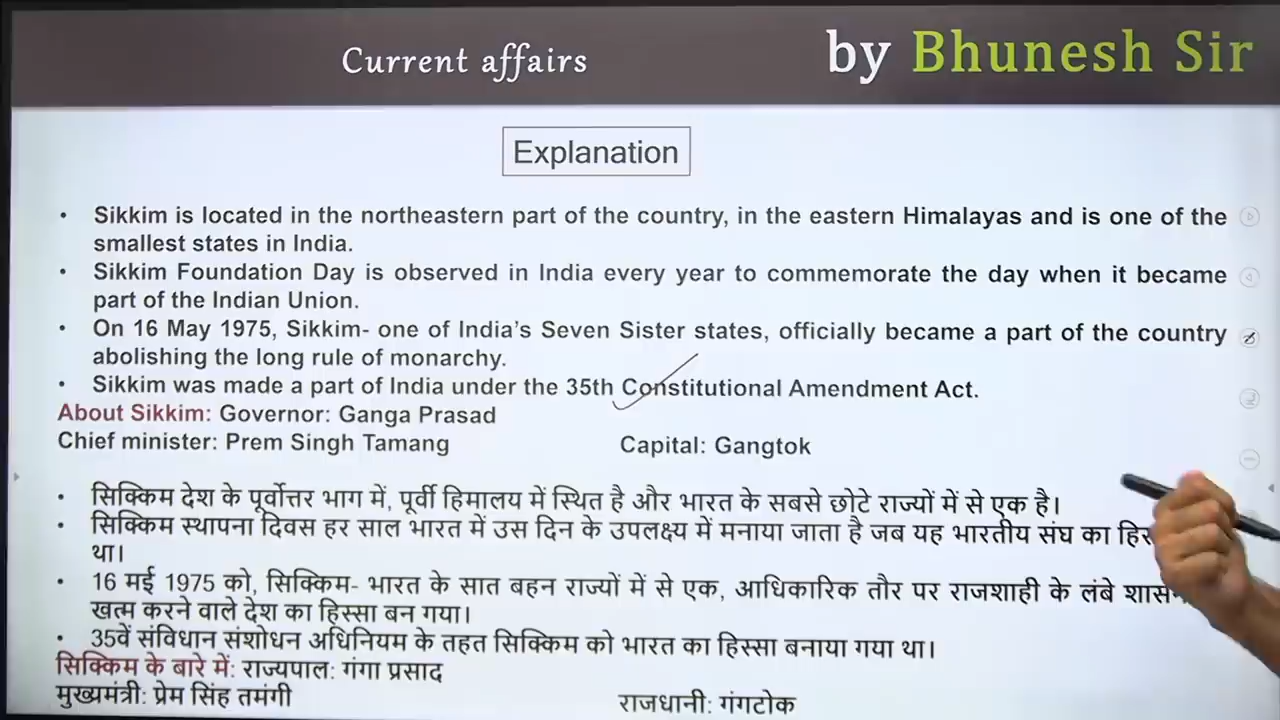 Current affairs
by Bhunesh Sir
Explanation
• Sikkim is located in the northeastern part of the country, in the eastern Himalayas and is one of the
smallest states in India.
• Sikkim Foundation Day is observed in India every year to commemorate the day when it became
part of the Indian Union.
• On 16 May 1975, Sikkim- one of India's Seven Sister states, officially became a part of the country
abolishing the long rule of monarchy.
• Sikkim was made a part of India under the 35th Constitutional Amendment Act.
About Sikkim: Governor: Ganga Prasad
Chief minister: Prem Singh Tamang Capital: Gangtok
• सिक्किम देश के पूर्वोत्तर भाग में, पूर्वी हिमालय में स्थित है और भारत के सबसे छोटे राज्यों में से एक है।
• सिक्किम स्थापना दिवस हर साल भारत में उस दिन के उपलक्ष्य में मनाया जाता है जब यह भारतीय संघ का
था।
• 16 मई 1975 को, सिक्किम- भारत के सात बहन राज्यों में से एक, आधिकारिक तौर पर राजशाही के लंबे
खत्म करने वाले देश का हिस्सा बन गया।
• 35वें संविधान संशोधन अधिनियम के तहत सिक्किम को भारत का हिस्सा बनाया गया था।
सिक्किम के बारे में: राज्यपाल: गंगा प्रसाद
मुख्यमंत्री: प्रेम सिंह तमंगी राजधानी: गंगटोक